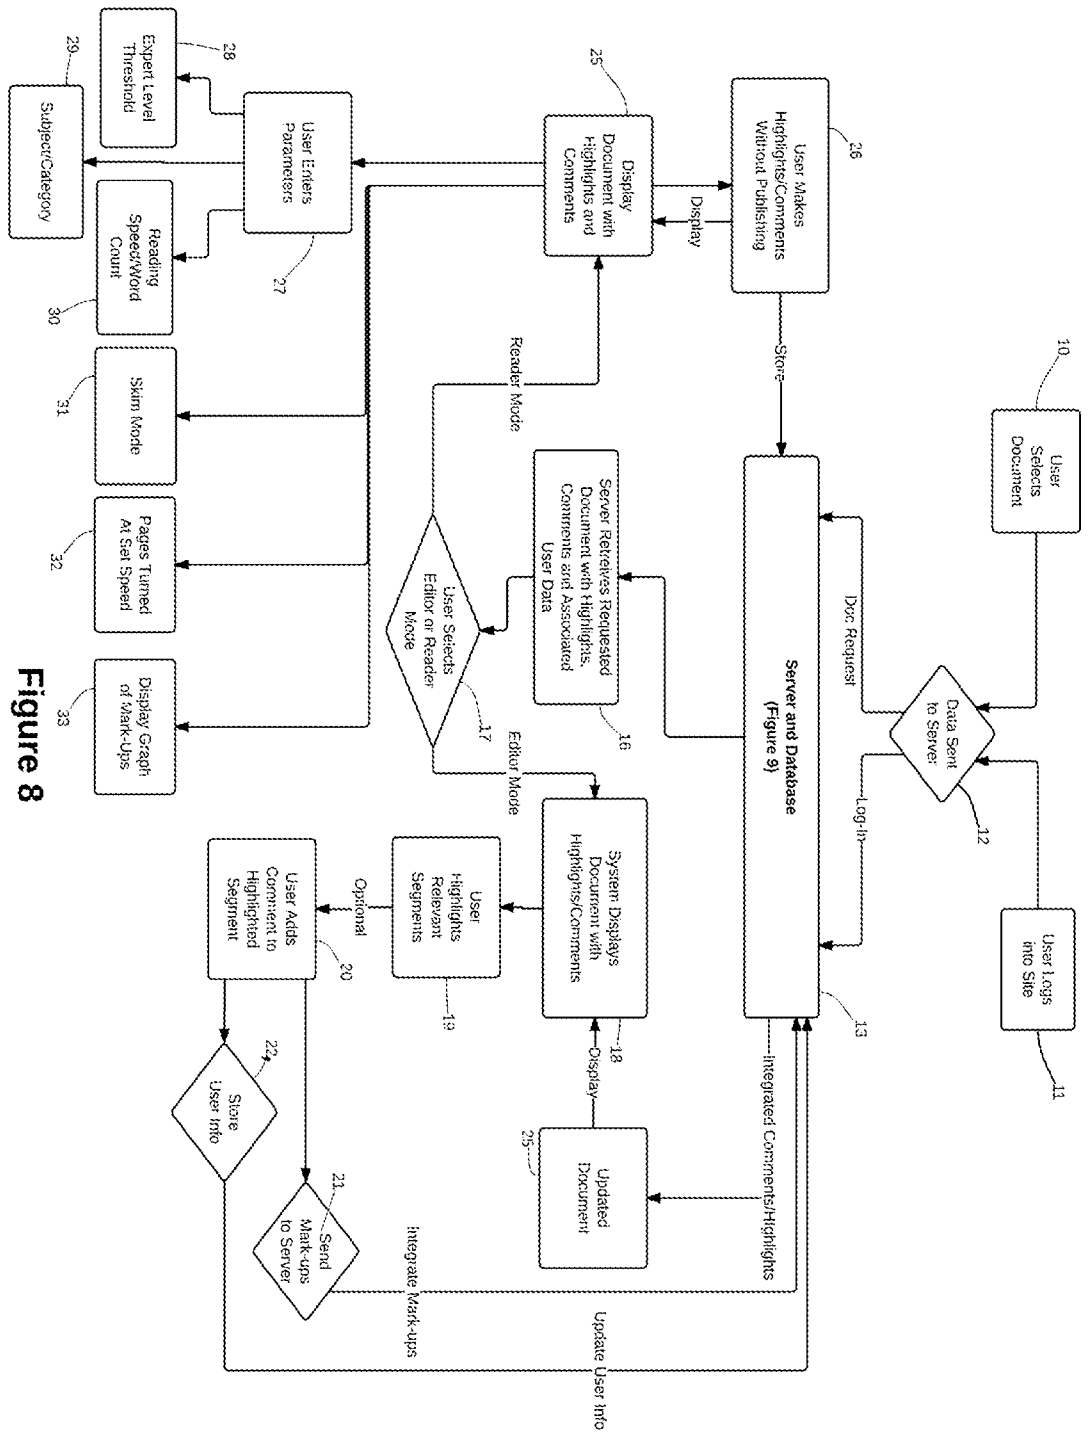 10
User
Selects
Document
User Logs
into Site
11
Data Sent
to Server
12
Doc Request
Log-In
26
User Makes
Highlights/Comments
Without Publishing
Store
Server and Database
(Figure 9)
13
Integrated Comments/Highlights
Display
25
Display
Document with
Highlights and
Comments
Server Retreives Requested
Document with Highlights,
Comments and Associated
User Data
16
System Displays
Document with
Highlights/Comments
18
Display
Updated
Document
25
Update User Info
Reader Mode
User Selects
Editor or Reader
Mode
17
Editor Mode
User
Highlights
Relevant
Segments
19
Integrate Mark-ups
Optional
User Enters
Parameters
27
User Adds
Comment to
Highlighted
Segment
20
21
Send
Mark-ups
to Server
22
Store
User Info
28
Expert Level
Threshold
Reading
Speed/Word
Count
30
Skim Mode
31
Pages Turned
At Set Speed
32
Display Graph
of Mark-Ups
33
29
Subject/Category
Figure 8